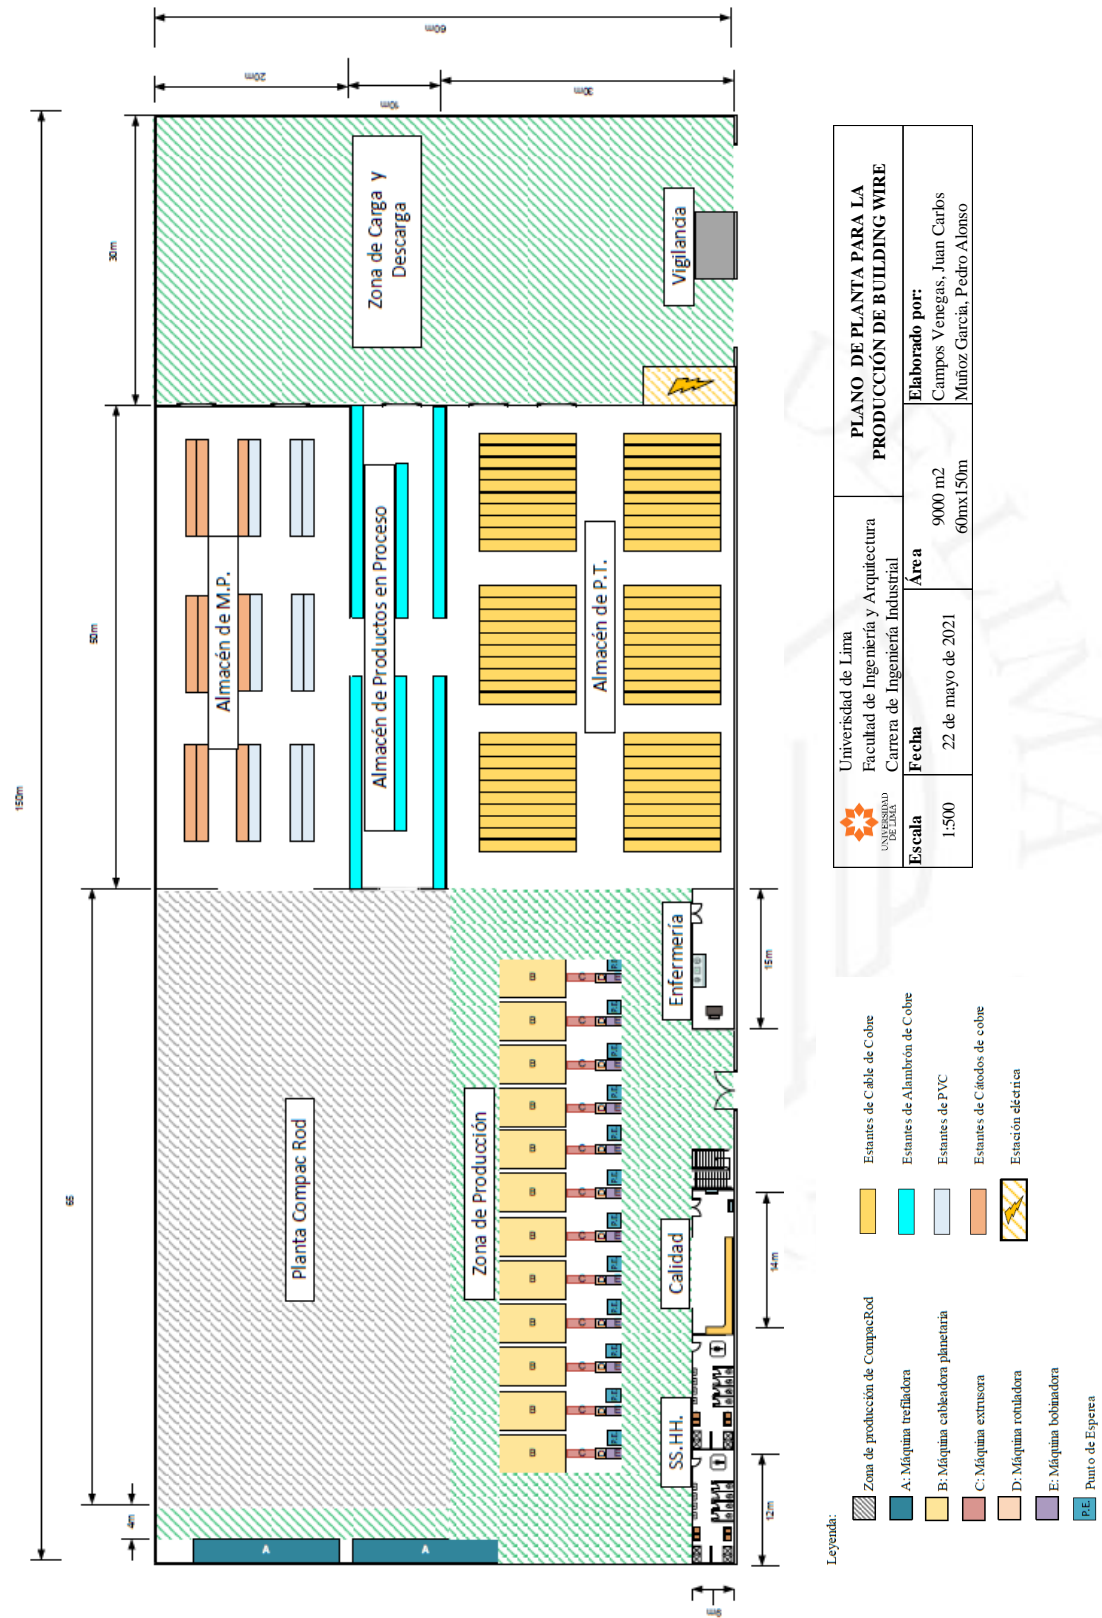 150m
65
50m
30m
4m
60m
20m
10m
30m
Planta Compac Rod
Almacén de M.P.
Almacén de Productos en Proceso
Zona de Carga y
Descarga
A
A
Zona de Producción
B B B B B B B B B B B B
C C C C C C C C C C C C
D D D D D D D D D D D D
E E E E E E E E E E E E
P.E. P.E. P.E. P.E. P.E. P.E. P.E. P.E. P.E. P.E. P.E. P.E.
Almacén de P.T.
SS.HH.
Calidad
Enfermería
Vigilancia
12m
14m
15m
Leyenda:
Zona de producción de CompacRod
A: Máquina trefiladora
B: Máquina cableadora planetaria
C: Máquina extrusora
D: Máquina rotuladora
E: Máquina bobinadora
P.E.
Punto de Esperea
Estantes de Cable de Cobre
Estantes de Alambrón de Cobre
Estantes de PVC
Estantes de Cátodos de cobre
Estación eléctrica
UNIVERSIDAD
DE LIMA
Univerisdad de Lima
Facultad de Ingeniería y Arquitectura
Carrera de Ingeniería Industrial
PLANO DE PLANTA PARA LA
PRODUCCIÓN DE BUILDING WIRE
Escala
1:500
Fecha
22 de mayo de 2021
Área
9000 m2
60mx150m
Elaborado por:
Campos Venegas, Juan Carlos
Muñoz Garcia, Pedro Alonso